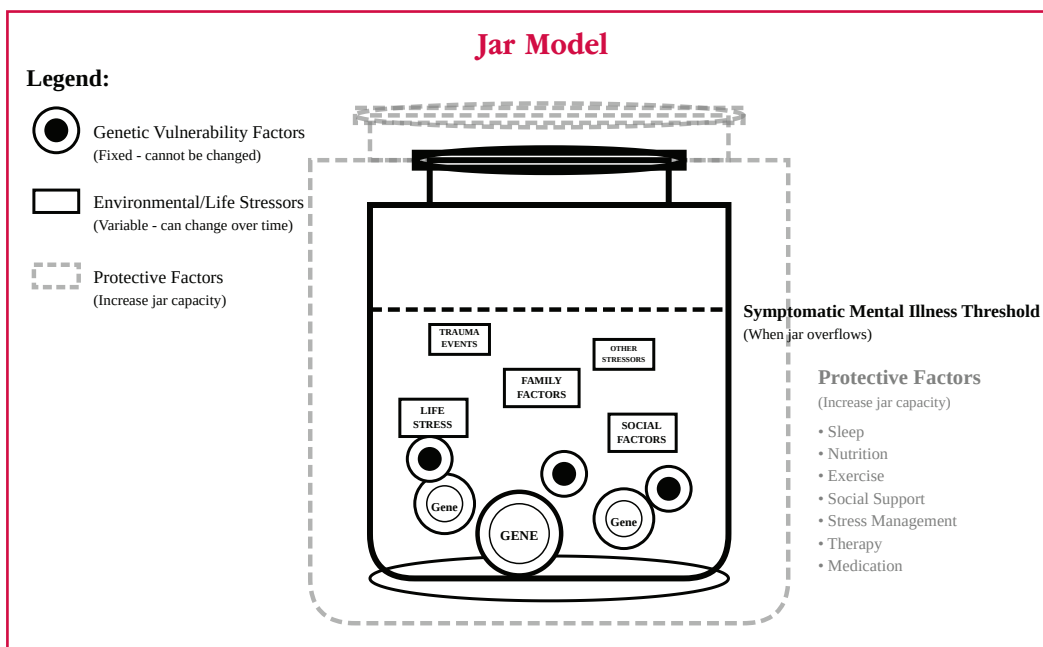 Jar Model
Legend:
Genetic Vulnerability Factors
(Fixed - cannot be changed)
Environmental/Life Stressors
(Variable - can change over time)
Protective Factors
(Increase jar capacity)
Symptomatic Mental Illness Threshold
(When jar overflows)
TRAUMA
EVENTS
OTHER
STRESSORS
FAMILY
FACTORS
LIFE
STRESS
SOCIAL
FACTORS
Gene
GENE
Gene
Protective Factors
(Increase jar capacity)
• Sleep
• Nutrition
• Exercise
• Social Support
• Stress Management
• Therapy
• Medication